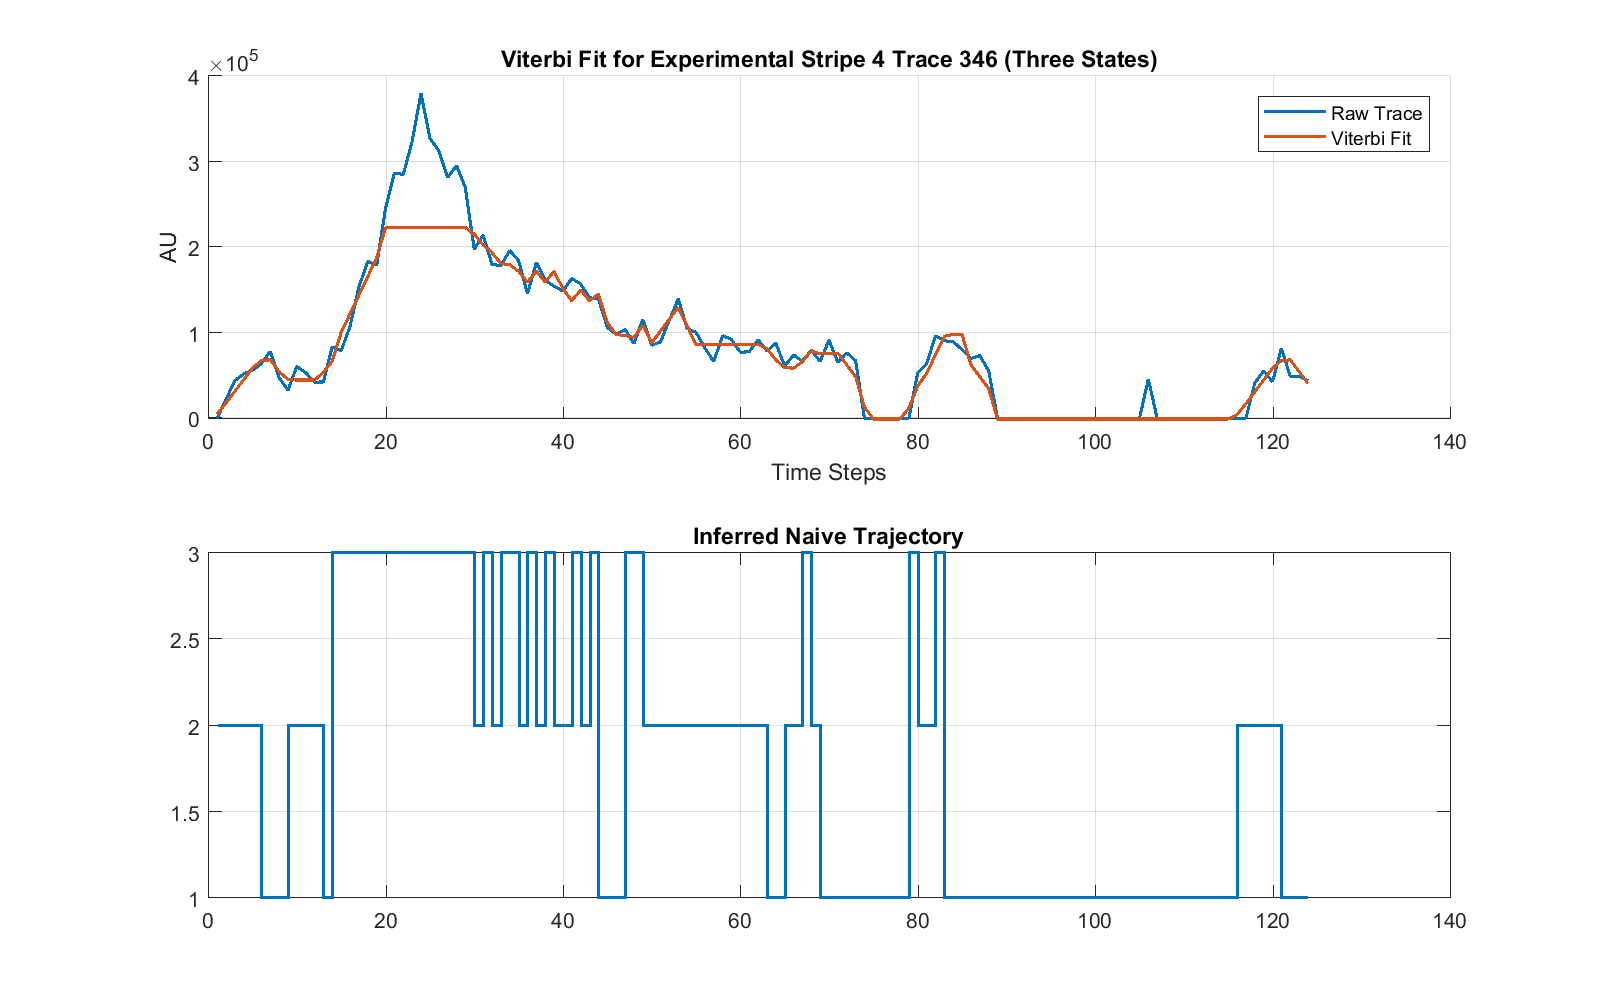 Viterbi Fit for Experimental Stripe 4 Trace 346 (Three States)
×10⁵
4
3
2
1
0
AU
Raw Trace
Viterbi Fit
0 20 40 60 80 100 120 140
Time Steps
Inferred Naive Trajectory
3
2.5
2
1.5
1
0 20 40 60 80 100 120 140